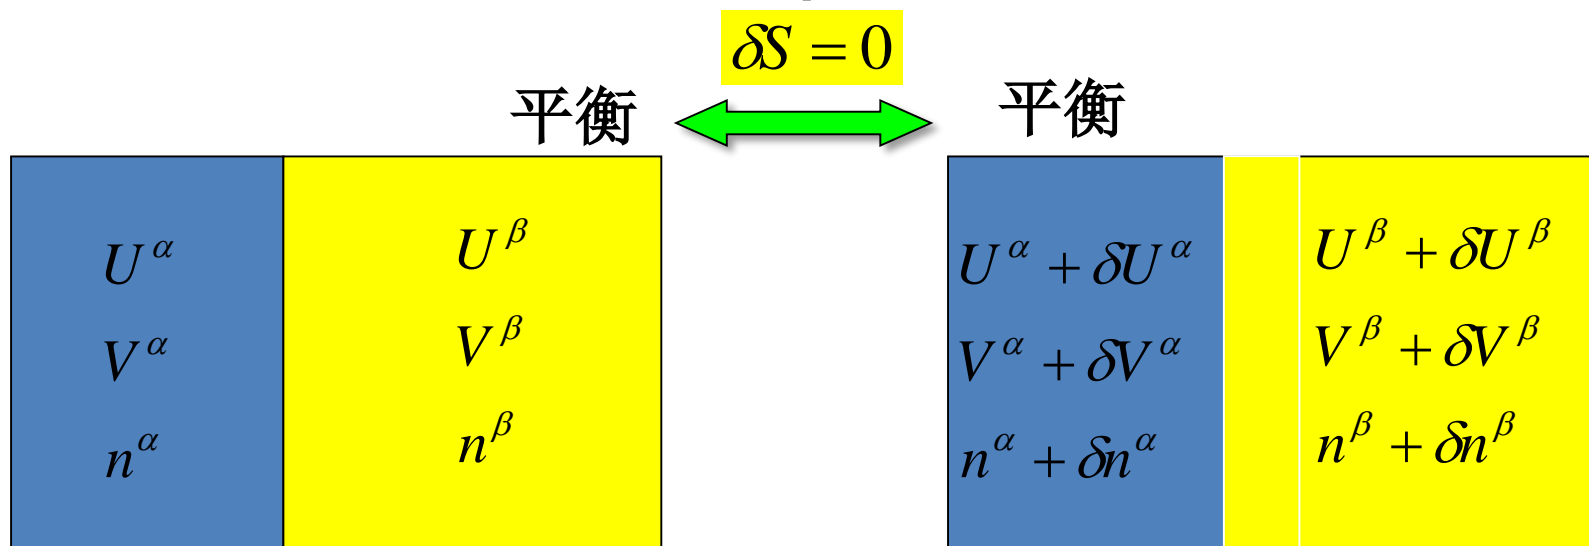 δS = 0
平衡
平衡
U^α
V^α
n^α
U^β
V^β
n^β
U^α + δU^α
V^α + δV^α
n^α + δn^α
U^β + δU^β
V^β + δV^β
n^β + δn^β